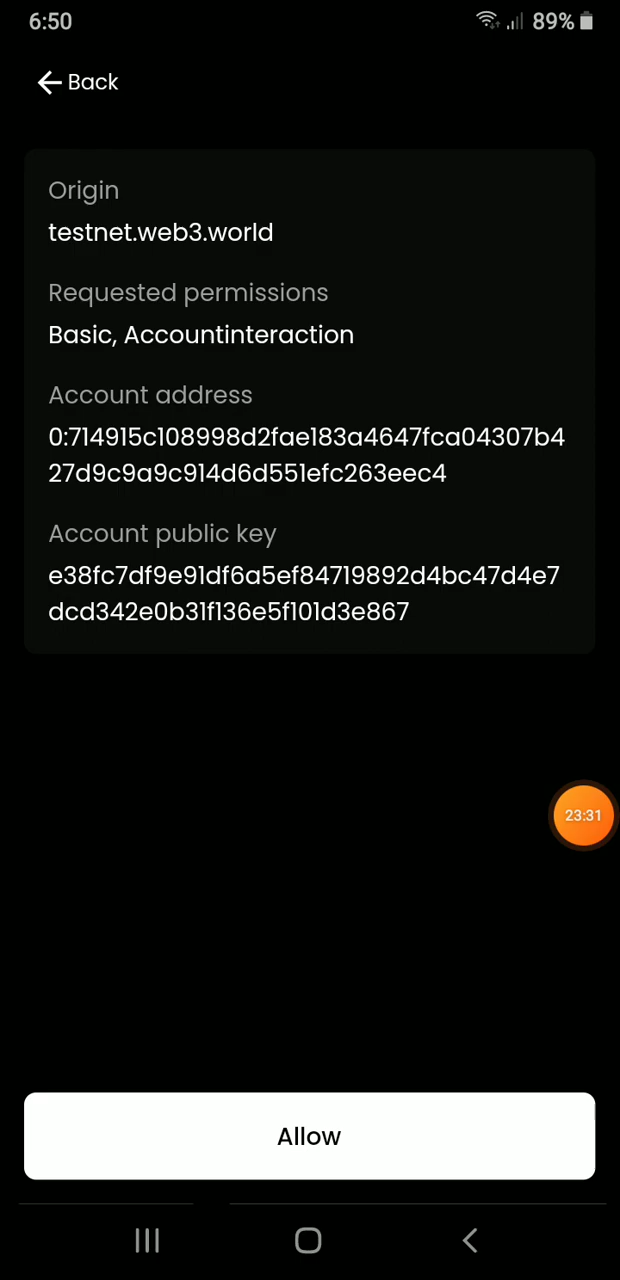 6:50
89%
Back
Origin
testnet.web3.world
Requested permissions
Basic, Accountinteraction
Account address
0:714915c108998d2fae183a4647fca04307b4
27d9c9a9c914d6d551efc263eec4
Account public key
e38fc7df9e91df6a5ef84719892d4bc47d4e7
dcd342e0b31f136e5f101d3e867
23:31
Allow